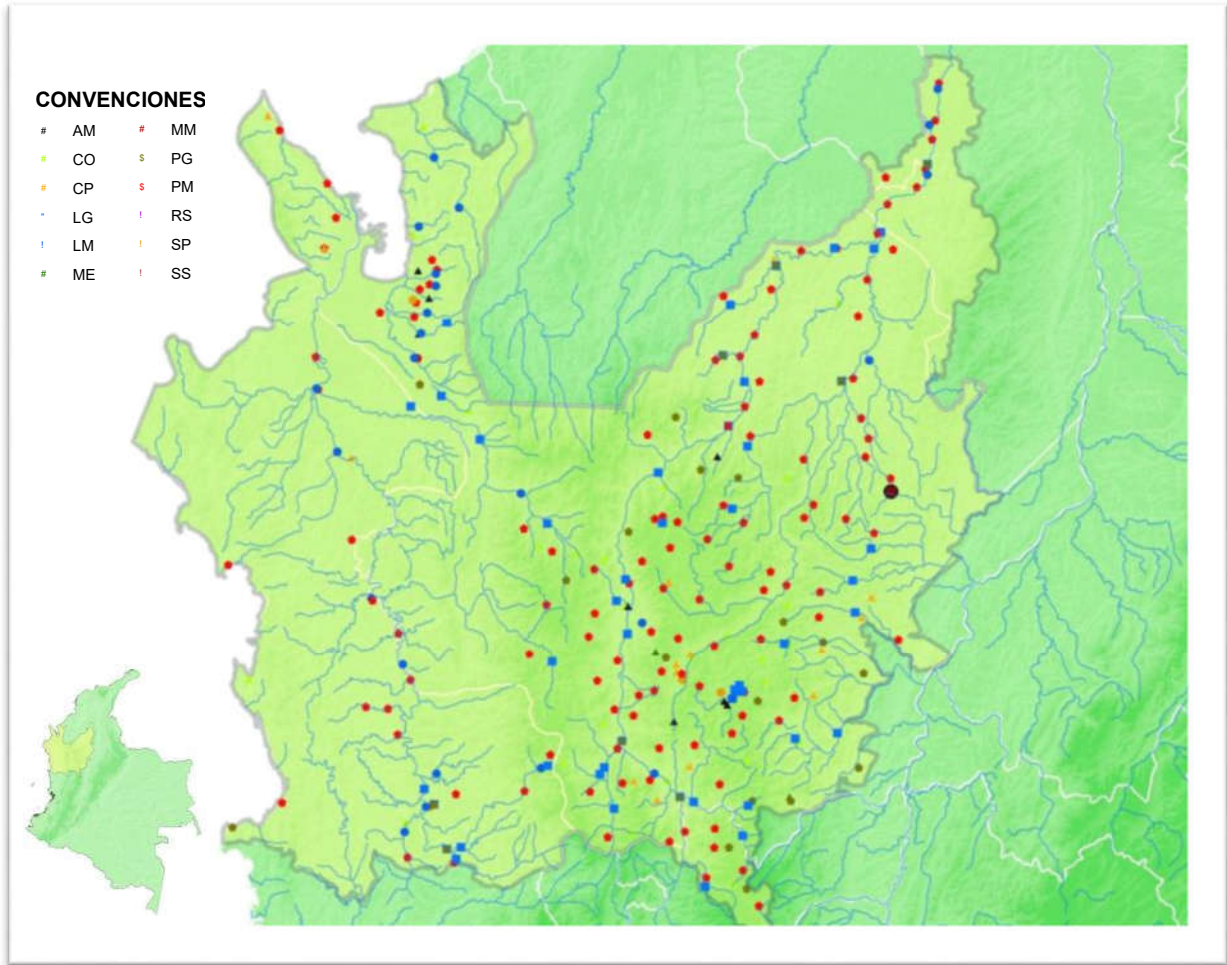 CONVENCIONES
# AM # MM
# CO $ PG
# CP $ PM
" LG ! RS
! LM ! SP
# ME ! SS